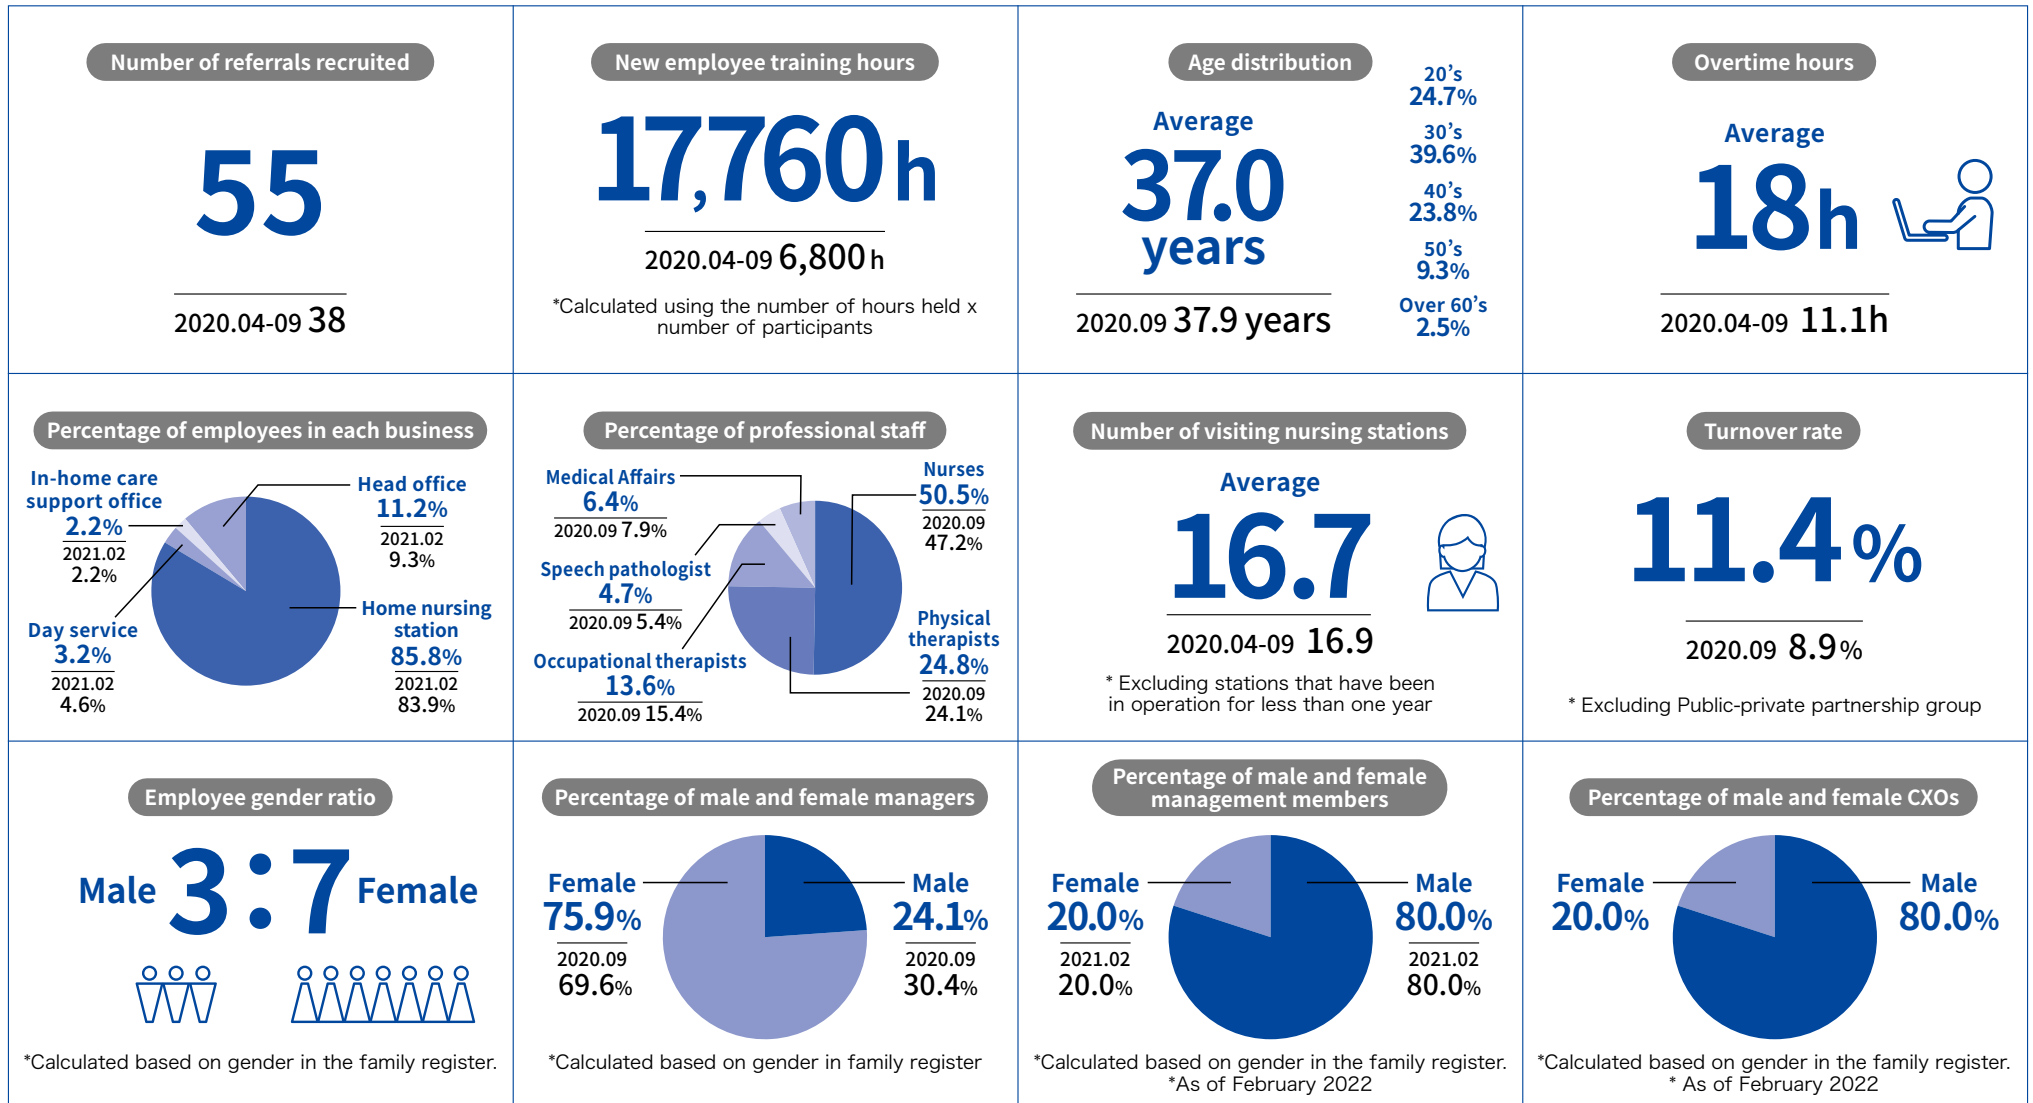 Number of referrals recruited
55
2020.04-09 38
New employee training hours
17,760 h
2020.04-09 6,800 h
*Calculated using the number of hours held x
number of participants
Age distribution
Average
37.0
years
2020.09 37.9 years
20's
24.7%
30's
39.6%
40's
23.8%
50's
9.3%
Over 60's
2.5%
Overtime hours
Average
18h
2020.04-09 11.1h
Percentage of employees in each business
In-home care
support office
2.2%
2021.02
2.2%
Head office
11.2%
2021.02
9.3%
Day service
3.2%
2021.02
4.6%
Home nursing
station
85.8%
2021.02
83.9%
Percentage of professional staff
Medical Affairs
6.4%
2020.09 7.9%
Speech pathologist
4.7%
2020.09 5.4%
Occupational therapists
13.6%
2020.09 15.4%
Nurses
50.5%
2020.09
47.2%
Physical
therapists
24.8%
2020.09
24.1%
Number of visiting nursing stations
Average
16.7
2020.04-09 16.9
* Excluding stations that have been
in operation for less than one year
Turnover rate
11.4%
2020.09 8.9%
* Excluding Public-private partnership group
Employee gender ratio
Male 3:7 Female
*Calculated based on gender in the family register.
Percentage of male and female managers
Female
75.9%
2020.09
69.6%
Male
24.1%
2020.09
30.4%
*Calculated based on gender in family register
Percentage of male and female
management members
Female
20.0%
2021.02
20.0%
Male
80.0%
2021.02
80.0%
*Calculated based on gender in the family register.
*As of February 2022
Percentage of male and female CXOs
Female
20.0%
Male
80.0%
*Calculated based on gender in the family register.
* As of February 2022